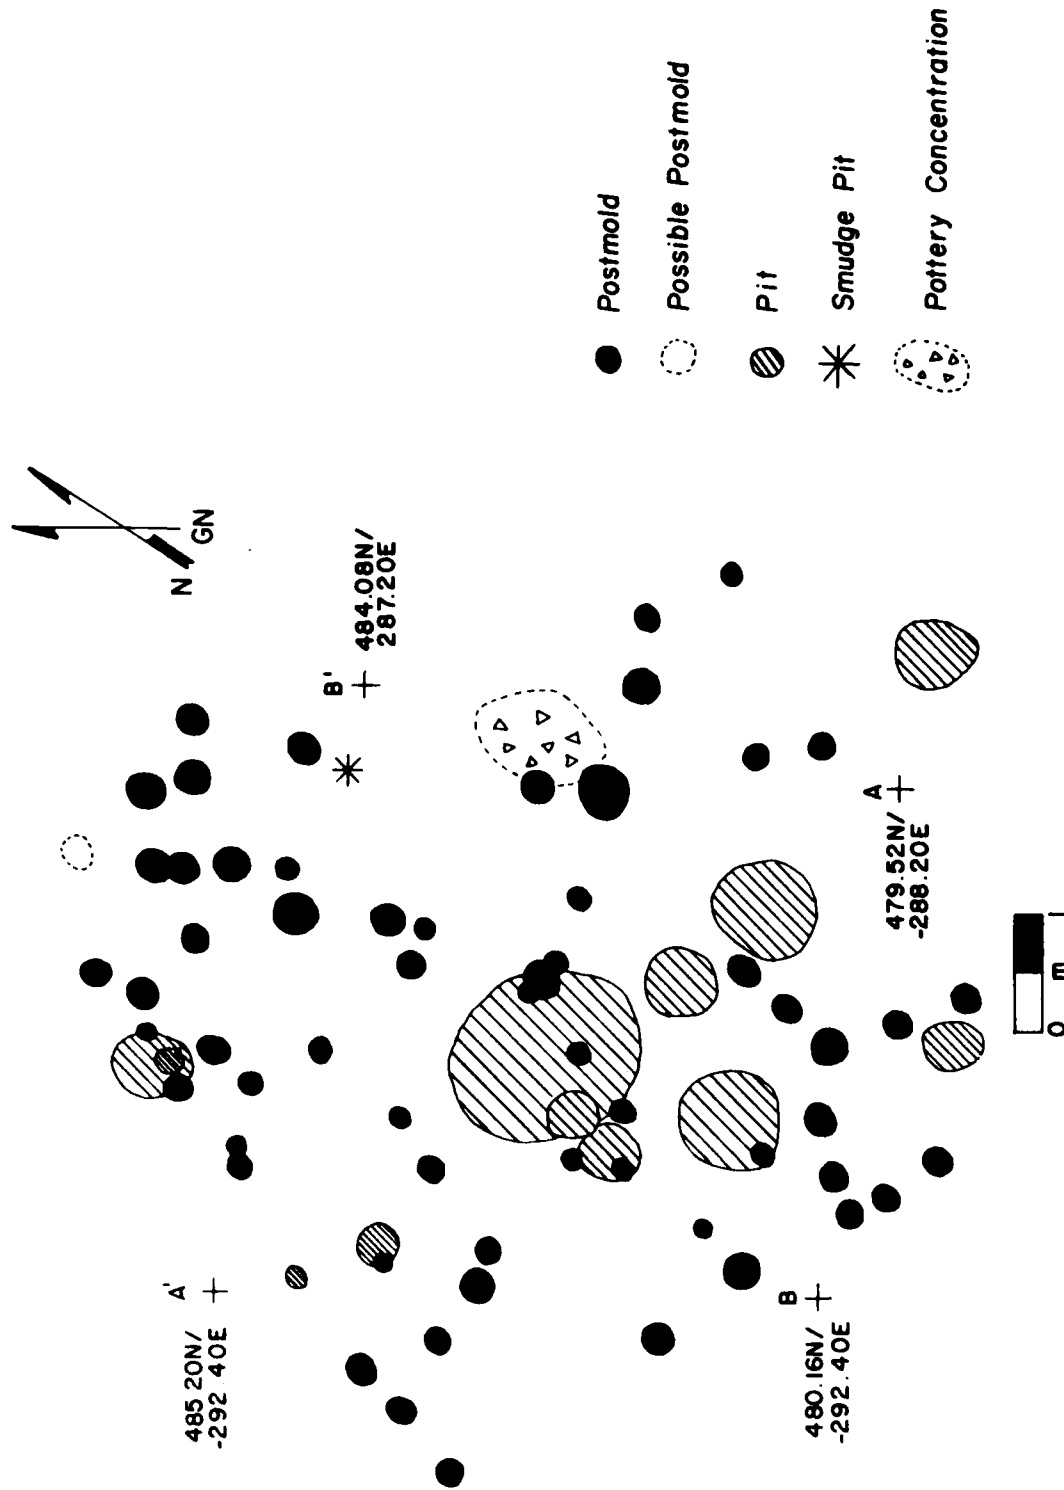 Postmold
Possible Postmold
Pit
Smudge Pit
Pottery Concentration
N
GN
B'
484.08N/
287.20E
A
479.52N/
-288.20E
A'
485 20N/
-292 40E
B
480.16N/
-292.40E
0 m 1